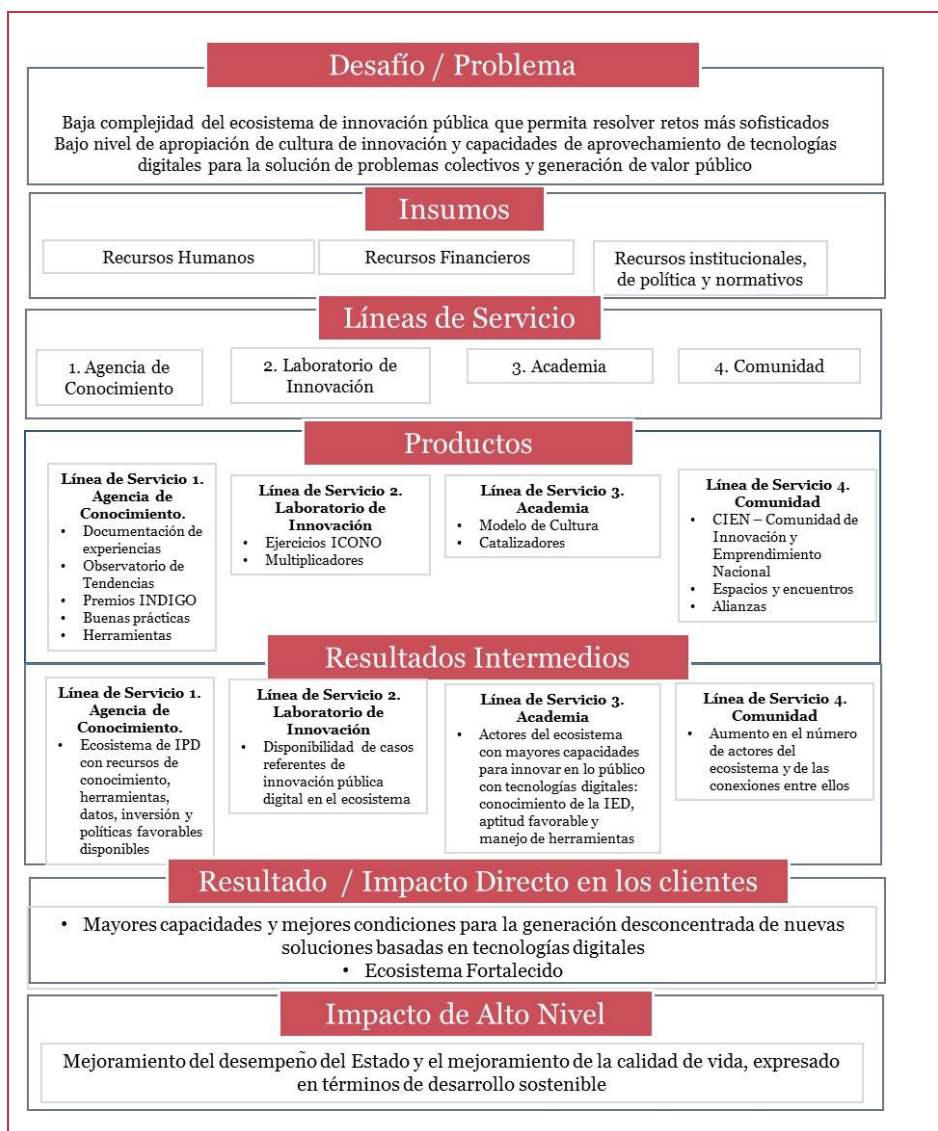 Desafío / Problema
Baja complejidad del ecosistema de innovación pública que permita resolver retos más sofisticados
Bajo nivel de apropiación de cultura de innovación y capacidades de aprovechamiento de tecnologías
digitales para la solución de problemas colectivos y generación de valor público
Insumos
Recursos Humanos
Recursos Financieros
Recursos institucionales,
de política y normativos
Líneas de Servicio
1. Agencia de
Conocimiento
2. Laboratorio de
Innovación
3. Academia
4. Comunidad
Productos
Línea de Servicio 1.
Agencia de
Conocimiento.
• Documentación de
experiencias
• Observatorio de
Tendencias
• Premios INDIGO
• Buenas prácticas
• Herramientas
Línea de Servicio 2.
Laboratorio de
Innovación
• Ejercicios ICONO
• Multiplicadores
Línea de Servicio 3.
Academia
• Modelo de Cultura
• Catalizadores
Línea de Servicio 4.
Comunidad
• CIEN – Comunidad de
Innovación y
Emprendimiento
Nacional
• Espacios y encuentros
• Alianzas
Resultados Intermedios
Línea de Servicio 1.
Agencia de
Conocimiento.
• Ecosistema de IPD
con recursos de
conocimiento,
herramientas,
datos, inversión y
políticas favorables
disponibles
Línea de Servicio 2.
Laboratorio de
Innovación
• Disponibilidad de casos
referentes de
innovación pública
digital en el ecosistema
Línea de Servicio 3.
Academia
• Actores del ecosistema
con mayores capacidades
para innovar en lo público
con tecnologías digitales:
conocimiento de la IED,
aptitud favorable y
manejo de herramientas
Línea de Servicio 4.
Comunidad
• Aumento en el número
de actores del
ecosistema y de las
conexiones entre ellos
Resultado / Impacto Directo en los clientes
• Mayores capacidades y mejores condiciones para la generación desconcentrada de nuevas
soluciones basadas en tecnologías digitales
• Ecosistema Fortalecido
Impacto de Alto Nivel
Mejoramiento del desempeño del Estado y el mejoramiento de la calidad de vida, expresado
en términos de desarrollo sostenible